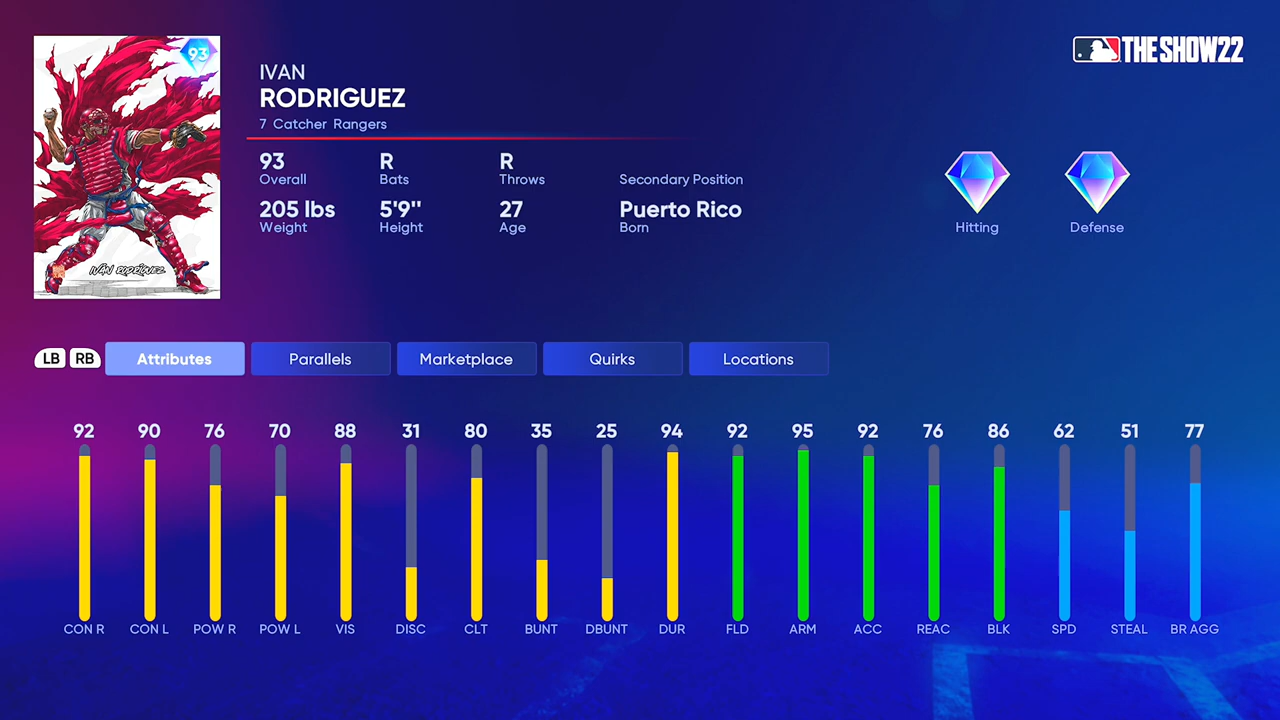 93
IVAN RODRIGUEZ
THE SHOW22
IVAN
RODRIGUEZ
7 Catcher Rangers
93 R R
Overall Bats Throws Secondary Position
205 lbs 5'9'' 27 Puerto Rico
Weight Height Age Born
Hitting Defense
LB RB Attributes Parallels Marketplace Quirks Locations
92 90 76 70 88 31 80 35 25 94 92 95 92 76 86 62 51 77
CON R CON L POW R POW L VIS DISC CLT BUNT DBUNT DUR FLD ARM ACC REAC BLK SPD STEAL BR AGG